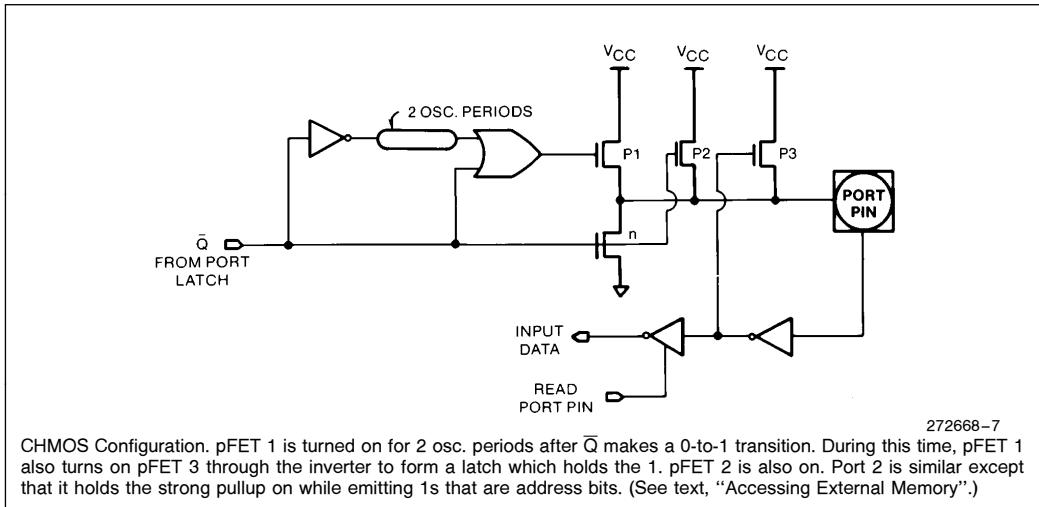 VCC
VCC
VCC
2 OSC. PERIODS
P1
P2
P3
PORT
PIN
Q̅
FROM PORT
LATCH
n
INPUT
DATA
READ
PORT PIN
272668–7
CHMOS Configuration. pFET 1 is turned on for 2 osc. periods after Q̅ makes a 0-to-1 transition. During this time, pFET 1
also turns on pFET 3 through the inverter to form a latch which holds the 1. pFET 2 is also on. Port 2 is similar except
that it holds the strong pullup on while emitting 1s that are address bits. (See text, ‘‘Accessing External Memory’’.)